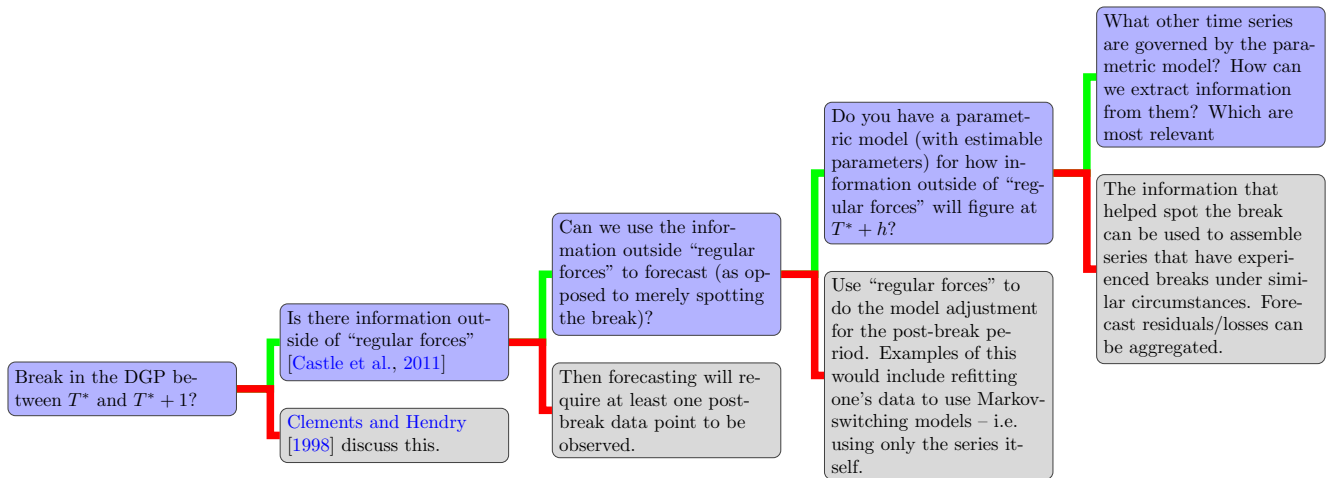 Break in the DGP be-
tween T* and T* + 1?
Is there information out-
side of “regular forces”
[Castle et al., 2011]
Clements and Hendry
[1998] discuss this.
Can we use the infor-
mation outside “regular
forces” to forecast (as op-
posed to merely spotting
the break)?
Then forecasting will re-
quire at least one post-
break data point to be
observed.
Do you have a paramet-
ric model (with estimable
parameters) for how in-
formation outside of “reg-
ular forces” will figure at
T* + h?
Use “regular forces” to
do the model adjustment
for the post-break pe-
riod. Examples of this
would include refitting
one's data to use Markov-
switching models – i.e.
using only the series it-
self.
What other time series
are governed by the para-
metric model? How can
we extract information
from them? Which are
most relevant
The information that
helped spot the break
can be used to assemble
series that have experi-
enced breaks under simi-
lar circumstances. Fore-
cast residuals/losses can
be aggregated.